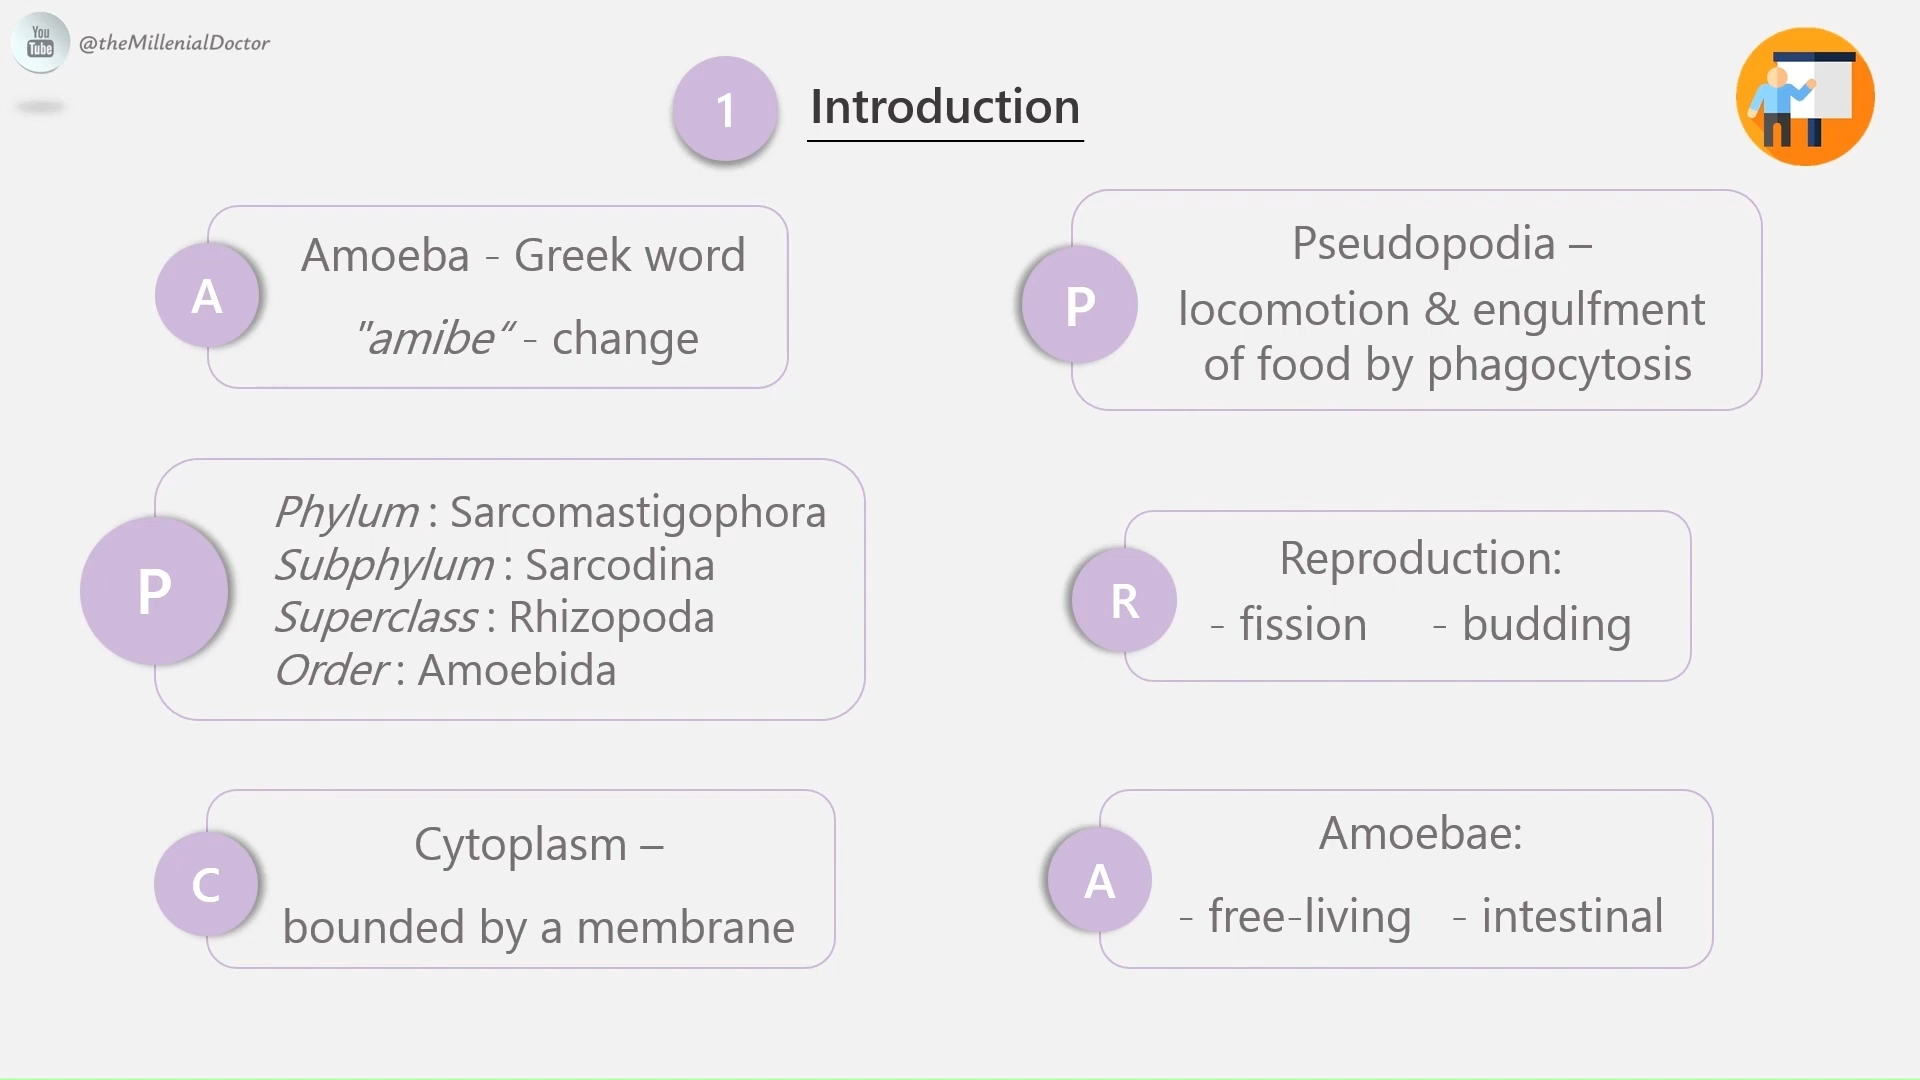 You
Tube
@theMillenialDoctor
1
Introduction
A
Amoeba - Greek word
"amibe“ - change
P
Phylum : Sarcomastigophora
Subphylum : Sarcodina
Superclass : Rhizopoda
Order : Amoebida
C
Cytoplasm –
bounded by a membrane
P
Pseudopodia –
locomotion & engulfment
of food by phagocytosis
R
Reproduction:
- fission - budding
A
Amoebae:
- free-living - intestinal